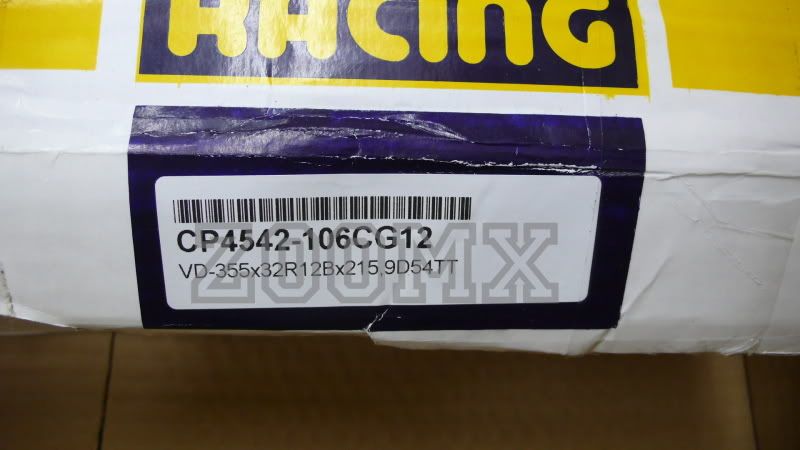 RACING
CP4542-106CG12
VD-355x32R12Bx215,9D54TT
ZOOMX